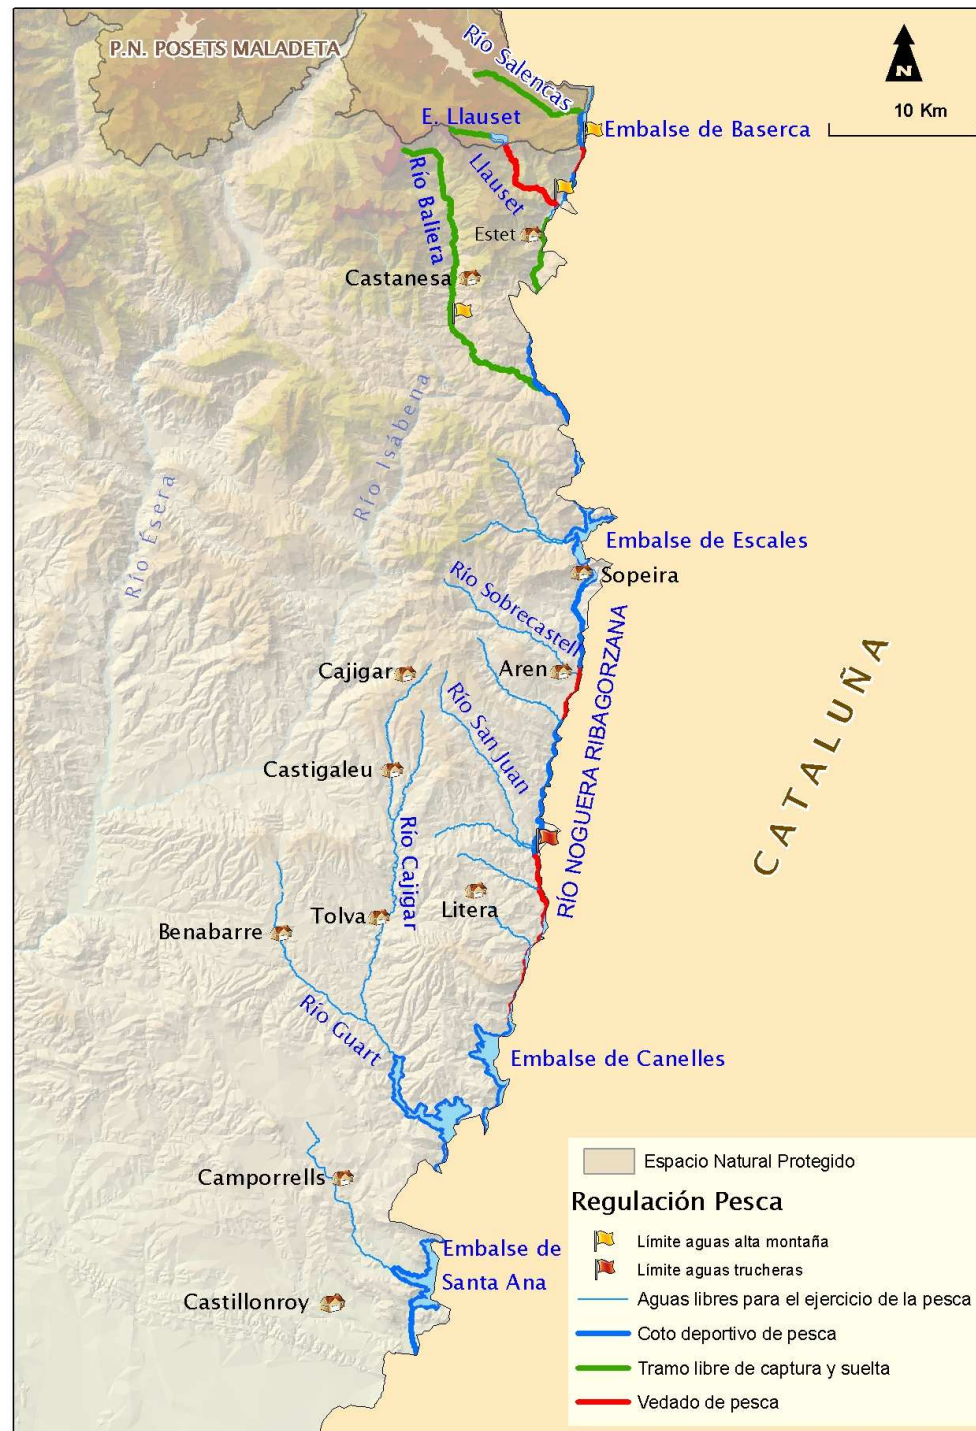 P.N. POSETS MALADETA
Río Salencas
N
10 Km
E. Llauset
Embalse de Baserca
Llauset
Río Baliera
Estet
Castanesa
Río Isábena
Río Ésera
Embalse de Escales
Sopeira
Río Sobrecastell
Aren
Cajigar
Río San Juan
RÍO NOGUERA RIBAGORZANA
CATALUÑA
Castigaleu
Río Cajigar
Litera
Tolva
Benabarre
Río Guart
Embalse de Canelles
Camporrells
Embalse de
Santa Ana
Castillonroy
Espacio Natural Protegido
Regulación Pesca
Límite aguas alta montaña
Límite aguas trucheras
Aguas libres para el ejercicio de la pesca
Coto deportivo de pesca
Tramo libre de captura y suelta
Vedado de pesca